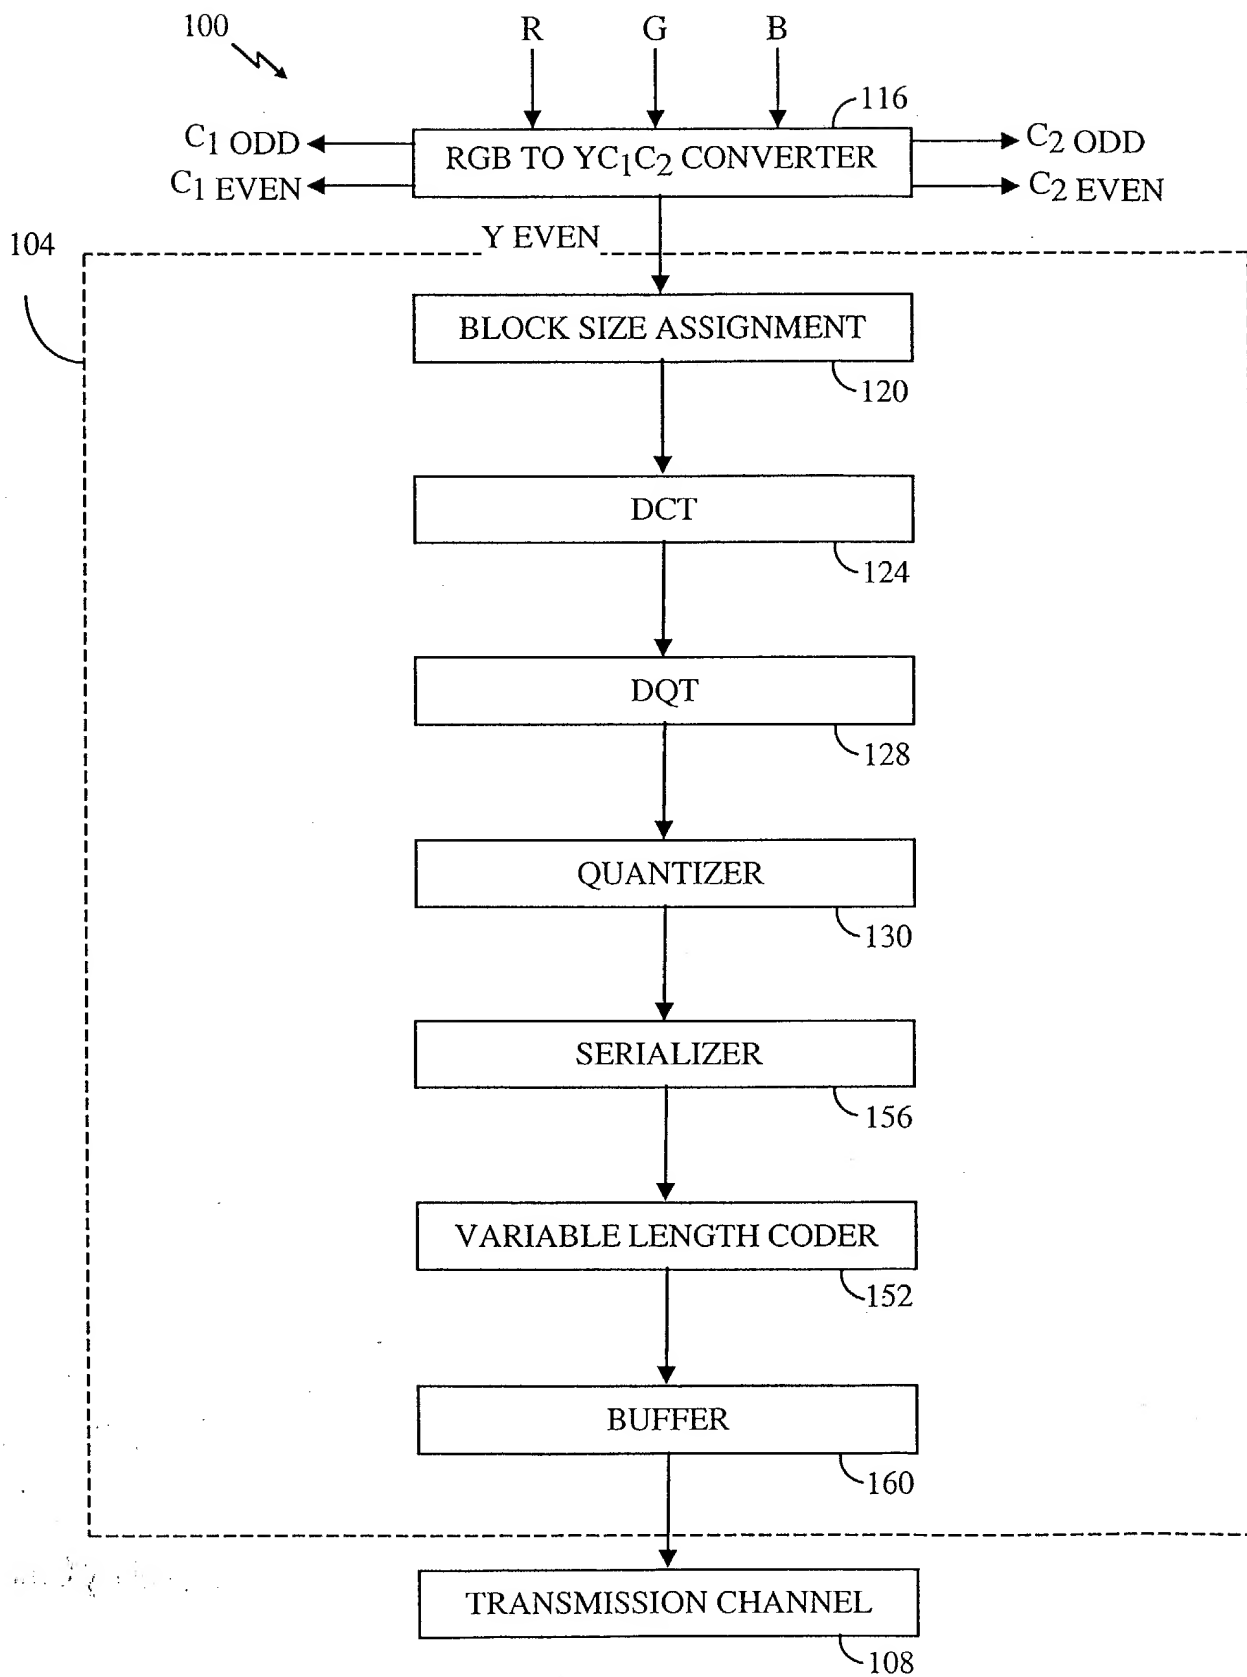 100
R G B
116
C1 ODD
RGB TO YC1C2 CONVERTER
C2 ODD
C1 EVEN
C2 EVEN
104
Y EVEN
BLOCK SIZE ASSIGNMENT
120
DCT
124
DQT
128
QUANTIZER
130
SERIALIZER
156
VARIABLE LENGTH CODER
152
BUFFER
160
TRANSMISSION CHANNEL
108